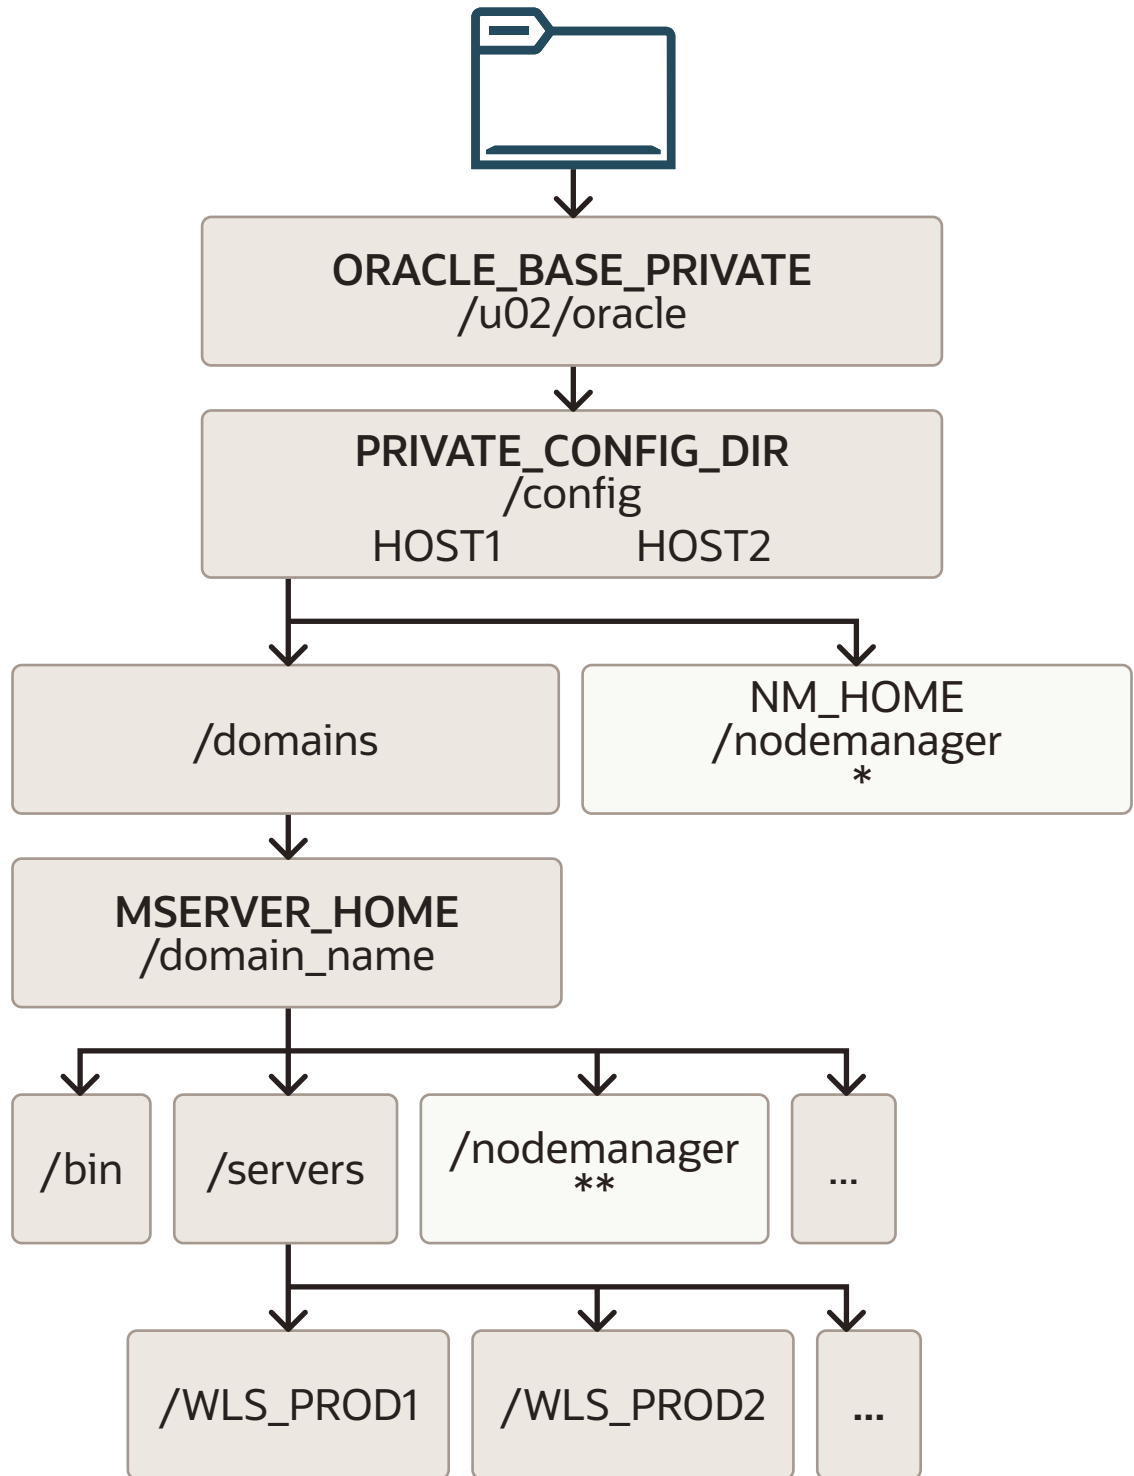 ORACLE_BASE_PRIVATE
/u02/oracle
PRIVATE_CONFIG_DIR
/config
HOST1 HOST2
/domains
NM_HOME
/nodemanager
*
MSERVER_HOME
/domain_name
/bin
/servers
/nodemanager
**
...
/WLS_PROD1
/WLS_PROD2
...